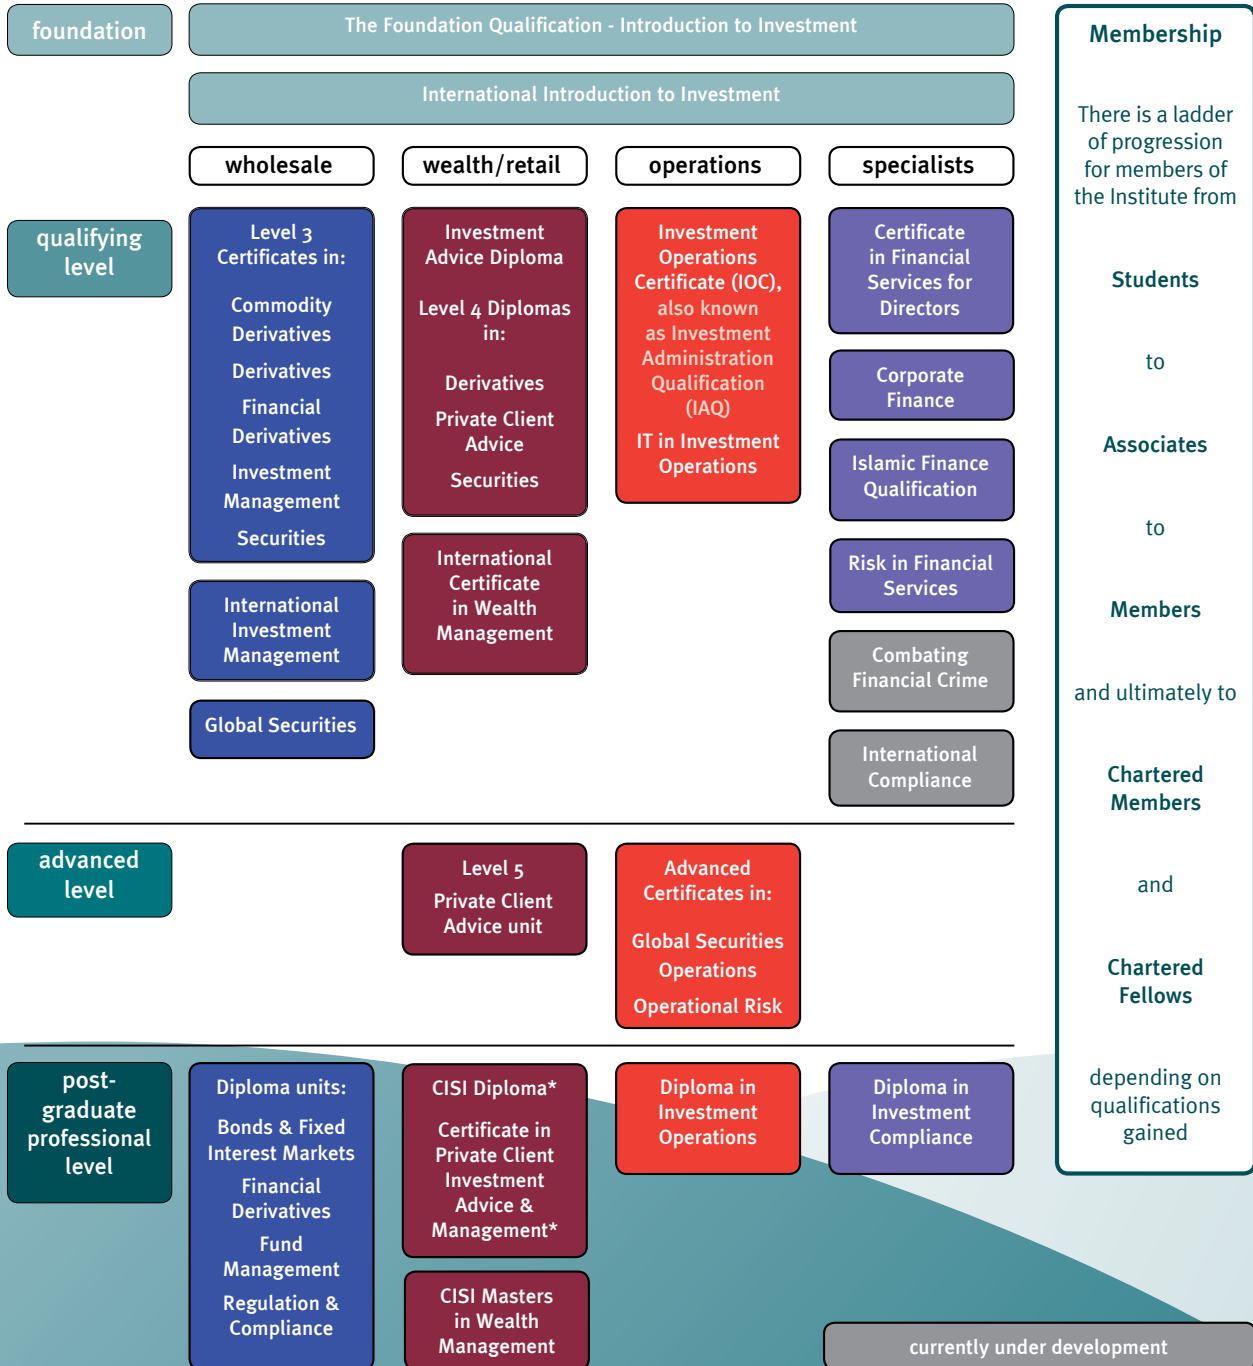 foundation
The Foundation Qualification - Introduction to Investment
International Introduction to Investment
wholesale
wealth/retail
operations
specialists
qualifying
level
Level 3
Certificates in:
Commodity
Derivatives
Derivatives
Financial
Derivatives
Investment
Management
Securities
International
Investment
Management
Global Securities
Investment
Advice Diploma
Level 4 Diplomas
in:
Derivatives
Private Client
Advice
Securities
International
Certificate
in Wealth
Management
Investment
Operations
Certificate (IOC),
also known
as Investment
Administration
Qualification
(IAQ)
IT in Investment
Operations
Certificate
in Financial
Services for
Directors
Corporate
Finance
Islamic Finance
Qualification
Risk in Financial
Services
Combating
Financial Crime
International
Compliance
advanced
level
Level 5
Private Client
Advice unit
Advanced
Certificates in:
Global Securities
Operations
Operational Risk
post-
graduate
professional
level
Diploma units:
Bonds & Fixed
Interest Markets
Financial
Derivatives
Fund
Management
Regulation &
Compliance
CISI Diploma*
Certificate in
Private Client
Investment
Advice &
Management*
CISI Masters
in Wealth
Management
Diploma in
Investment
Operations
Diploma in
Investment
Compliance
currently under development
Membership
There is a ladder
of progression
for members of
the Institute from
Students
to
Associates
to
Members
and ultimately to
Chartered
Members
and
Chartered
Fellows
depending on
qualifications
gained